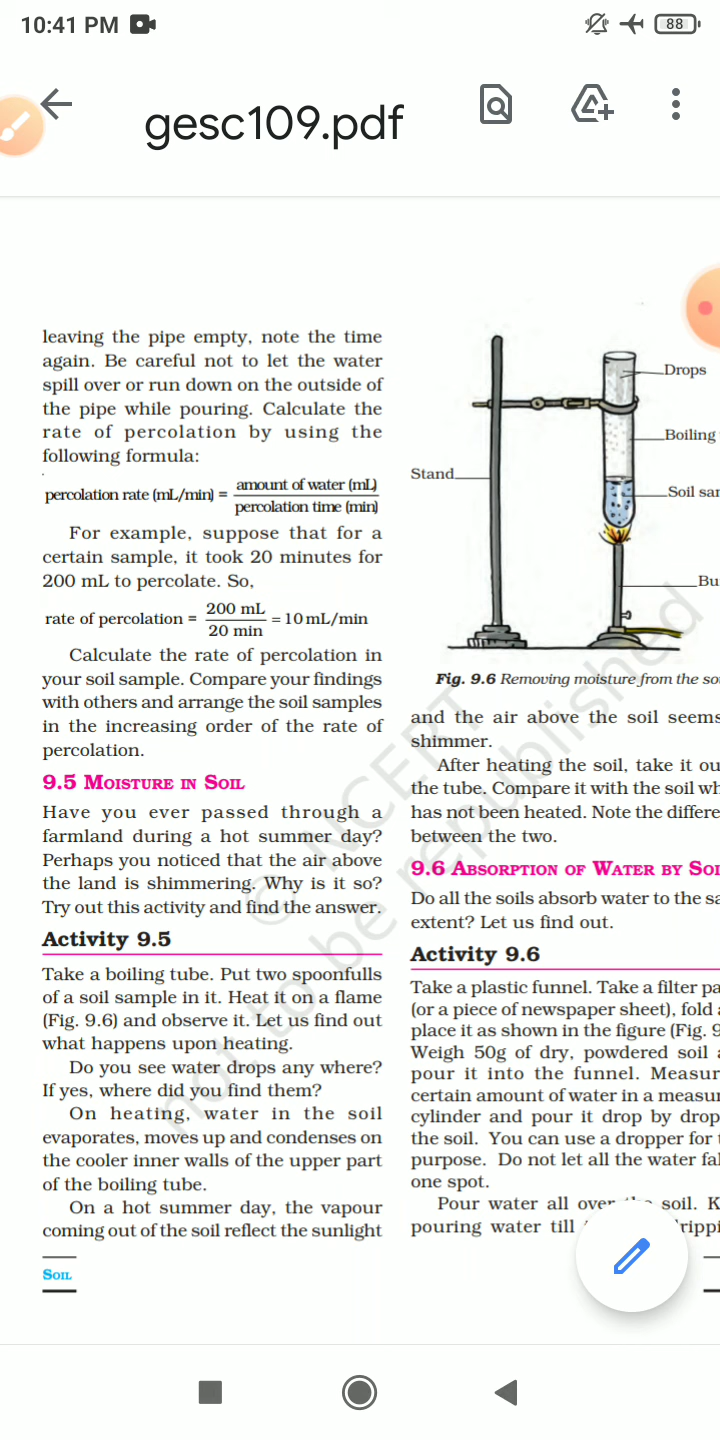 10:41 PM
88
gesc109.pdf
leaving the pipe empty, note the time
again. Be careful not to let the water
spill over or run down on the outside of
the pipe while pouring. Calculate the
rate of percolation by using the
following formula:
percolation rate (mL/min) = amount of water (mL)
percolation time (min)
For example, suppose that for a
certain sample, it took 20 minutes for
200 mL to percolate. So,
rate of percolation = 200 mL
20 min = 10 mL/min
Calculate the rate of percolation in
your soil sample. Compare your findings
with others and arrange the soil samples
in the increasing order of the rate of
percolation.
9.5 MOISTURE IN SOIL
Have you ever passed through a
farmland during a hot summer day?
Perhaps you noticed that the air above
the land is shimmering. Why is it so?
Try out this activity and find the answer.
Activity 9.5
Take a boiling tube. Put two spoonfulls
of a soil sample in it. Heat it on a flame
(Fig. 9.6) and observe it. Let us find out
what happens upon heating.
Do you see water drops any where?
If yes, where did you find them?
On heating, water in the soil
evaporates, moves up and condenses on
the cooler inner walls of the upper part
of the boiling tube.
On a hot summer day, the vapour
coming out of the soil reflect the sunlight
SOIL
Drops
Boiling
Stand
Soil sam
Bu
Fig. 9.6 Removing moisture from the so
and the air above the soil seems
shimmer.
After heating the soil, take it ou
the tube. Compare it with the soil wh
has not been heated. Note the differe
between the two.
9.6 ABSORPTION OF WATER BY SOI
Do all the soils absorb water to the sa
extent? Let us find out.
Activity 9.6
Take a plastic funnel. Take a filter pa
(or a piece of newspaper sheet), fold
place it as shown in the figure (Fig. 9
Weigh 50g of dry, powdered soil
pour it into the funnel. Measur
certain amount of water in a measur
cylinder and pour it drop by drop
the soil. You can use a dropper for
purpose. Do not let all the water fal
one spot.
Pour water all over soil. K
pouring water till rippi
© NCERT
not to be republished